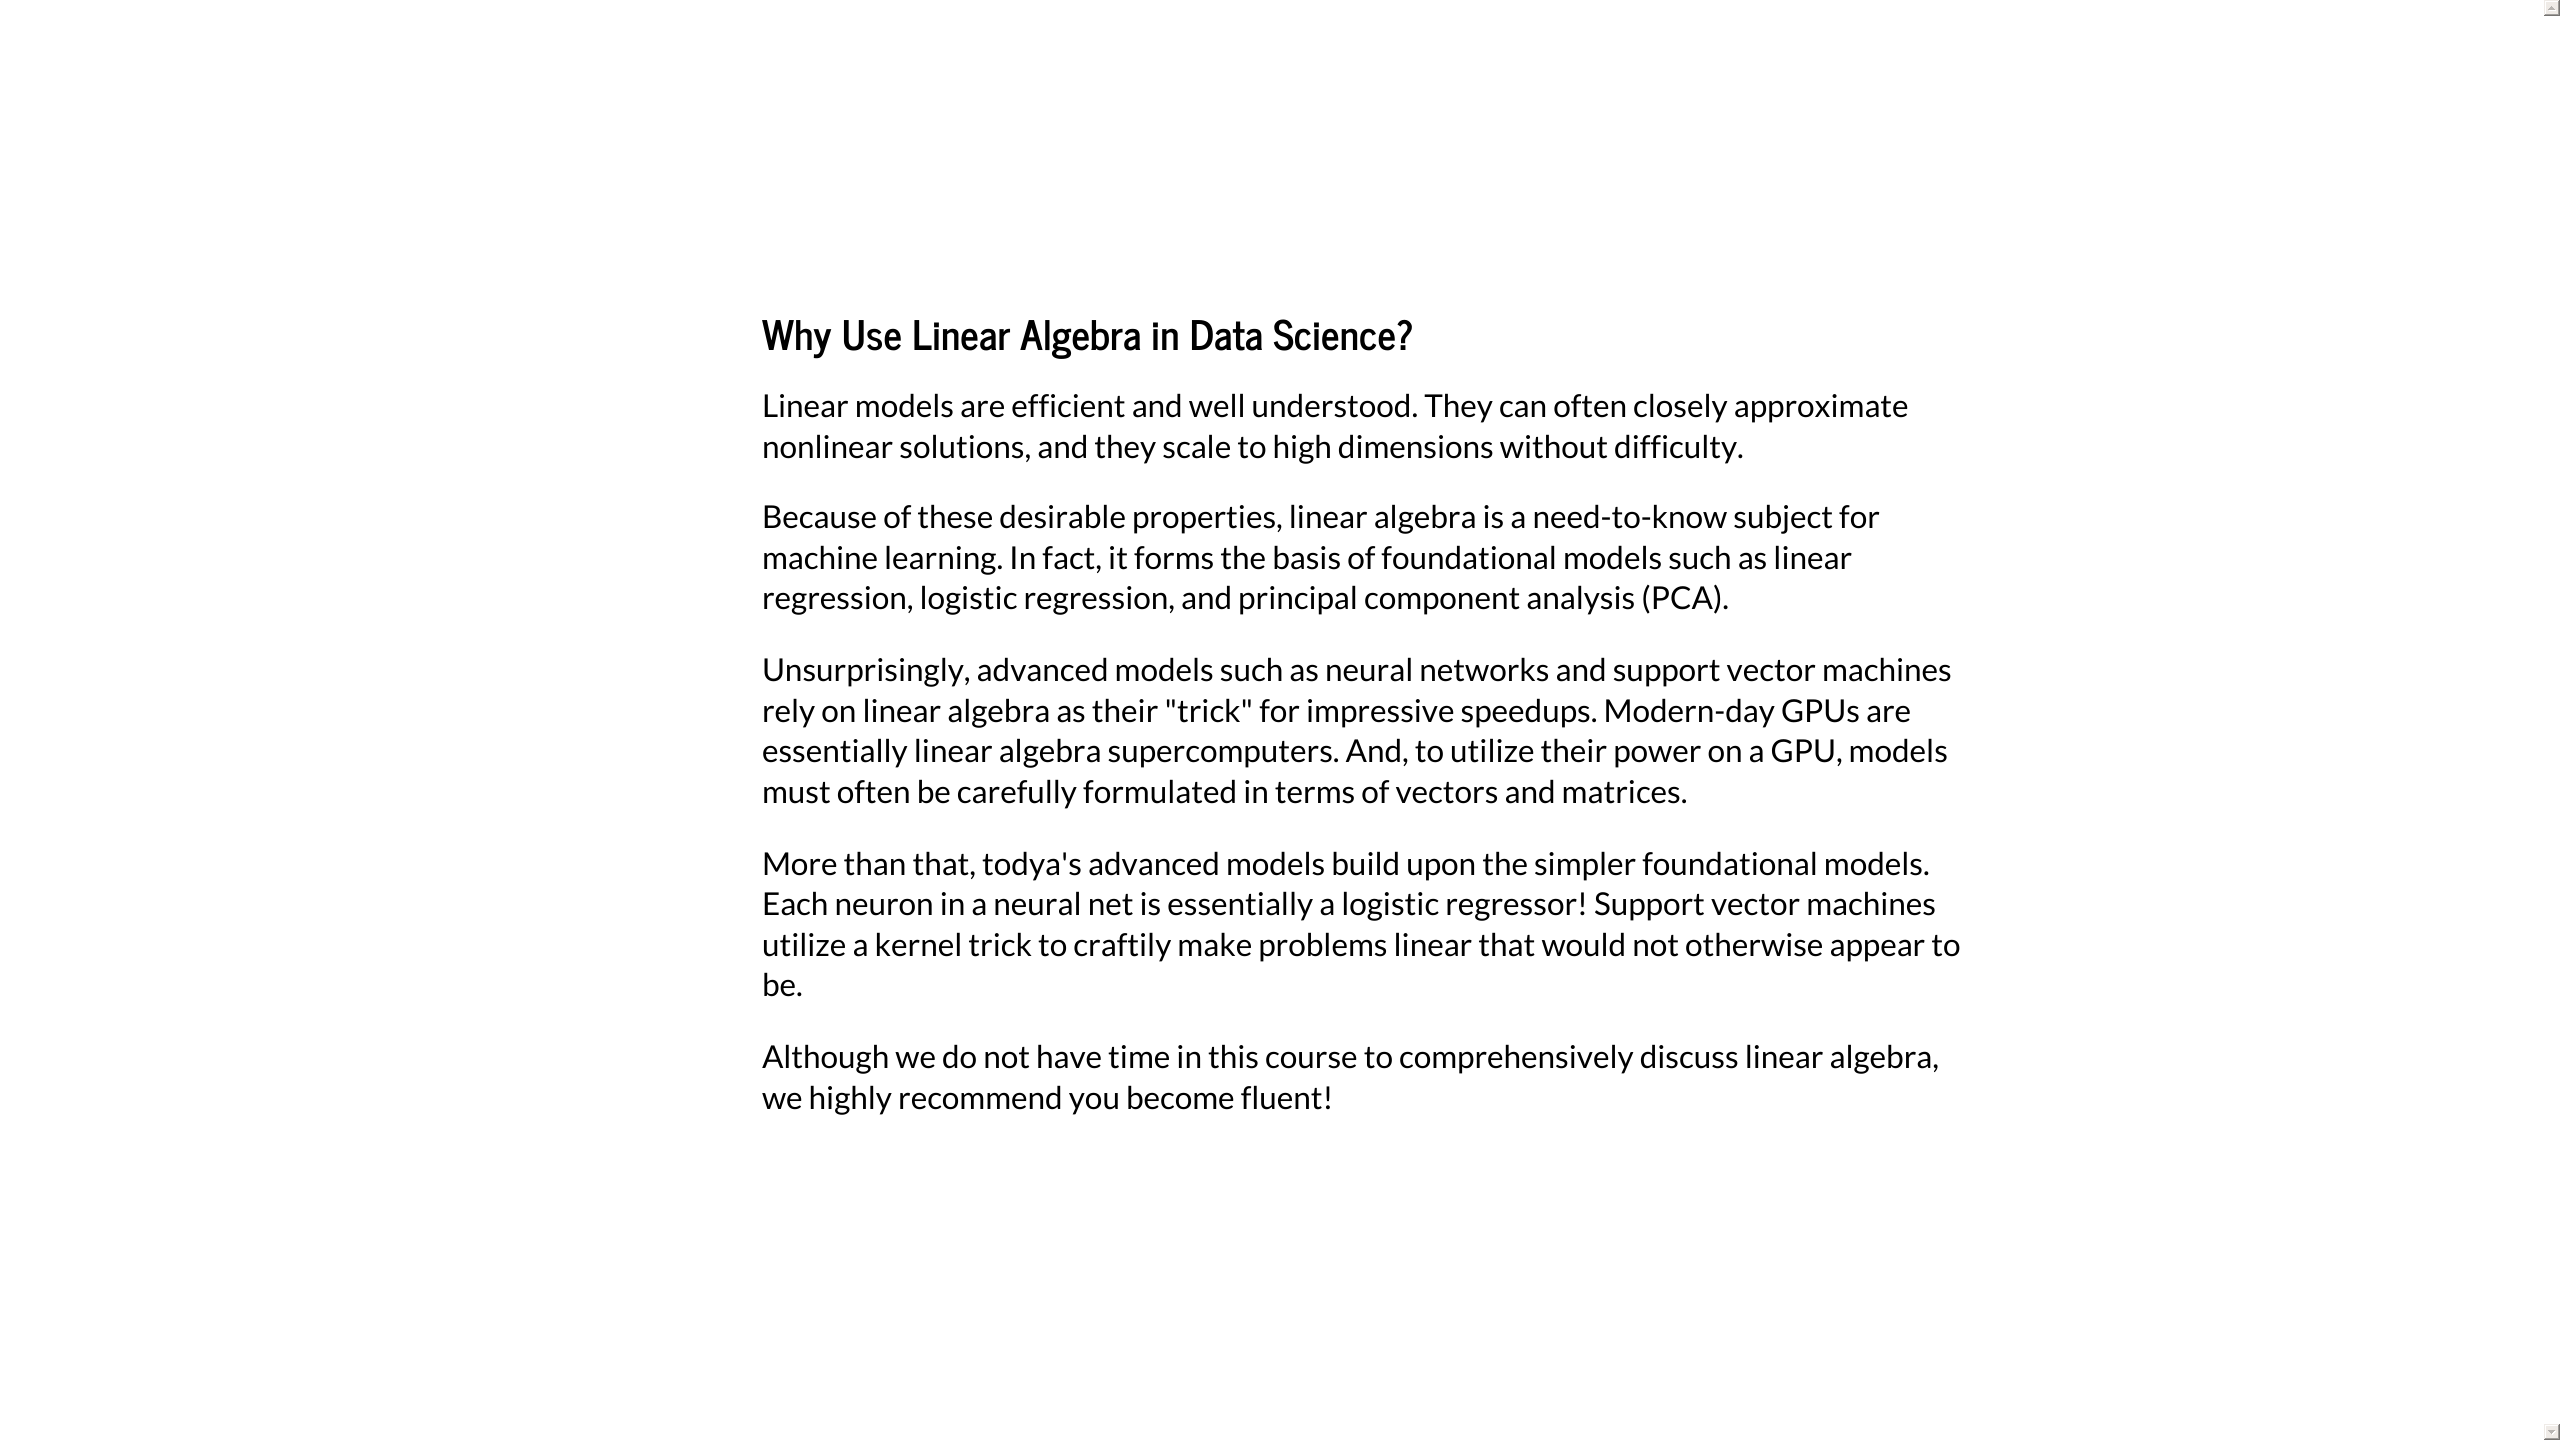 Why Use Linear Algebra in Data Science?
Linear models are efficient and well understood. They can often closely approximate
nonlinear solutions, and they scale to high dimensions without difficulty.
Because of these desirable properties, linear algebra is a need-to-know subject for
machine learning. In fact, it forms the basis of foundational models such as linear
regression, logistic regression, and principal component analysis (PCA).
Unsurprisingly, advanced models such as neural networks and support vector machines
rely on linear algebra as their "trick" for impressive speedups. Modern-day GPUs are
essentially linear algebra supercomputers. And, to utilize their power on a GPU, models
must often be carefully formulated in terms of vectors and matrices.
More than that, todya's advanced models build upon the simpler foundational models.
Each neuron in a neural net is essentially a logistic regressor! Support vector machines
utilize a kernel trick to craftily make problems linear that would not otherwise appear to
be.
Although we do not have time in this course to comprehensively discuss linear algebra,
we highly recommend you become fluent!